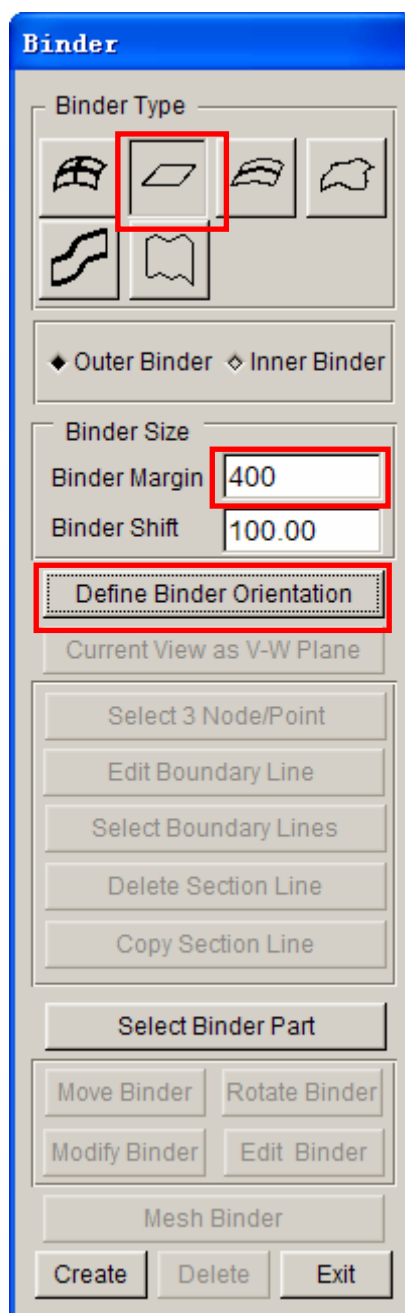 Binder
Binder Type
Outer Binder Inner Binder
Binder Size
Binder Margin 400
Binder Shift 100.00
Define Binder Orientation
Current View as V-W Plane
Select 3 Node/Point
Edit Boundary Line
Select Boundary Lines
Delete Section Line
Copy Section Line
Select Binder Part
Move Binder Rotate Binder
Modify Binder Edit Binder
Mesh Binder
Create Delete Exit